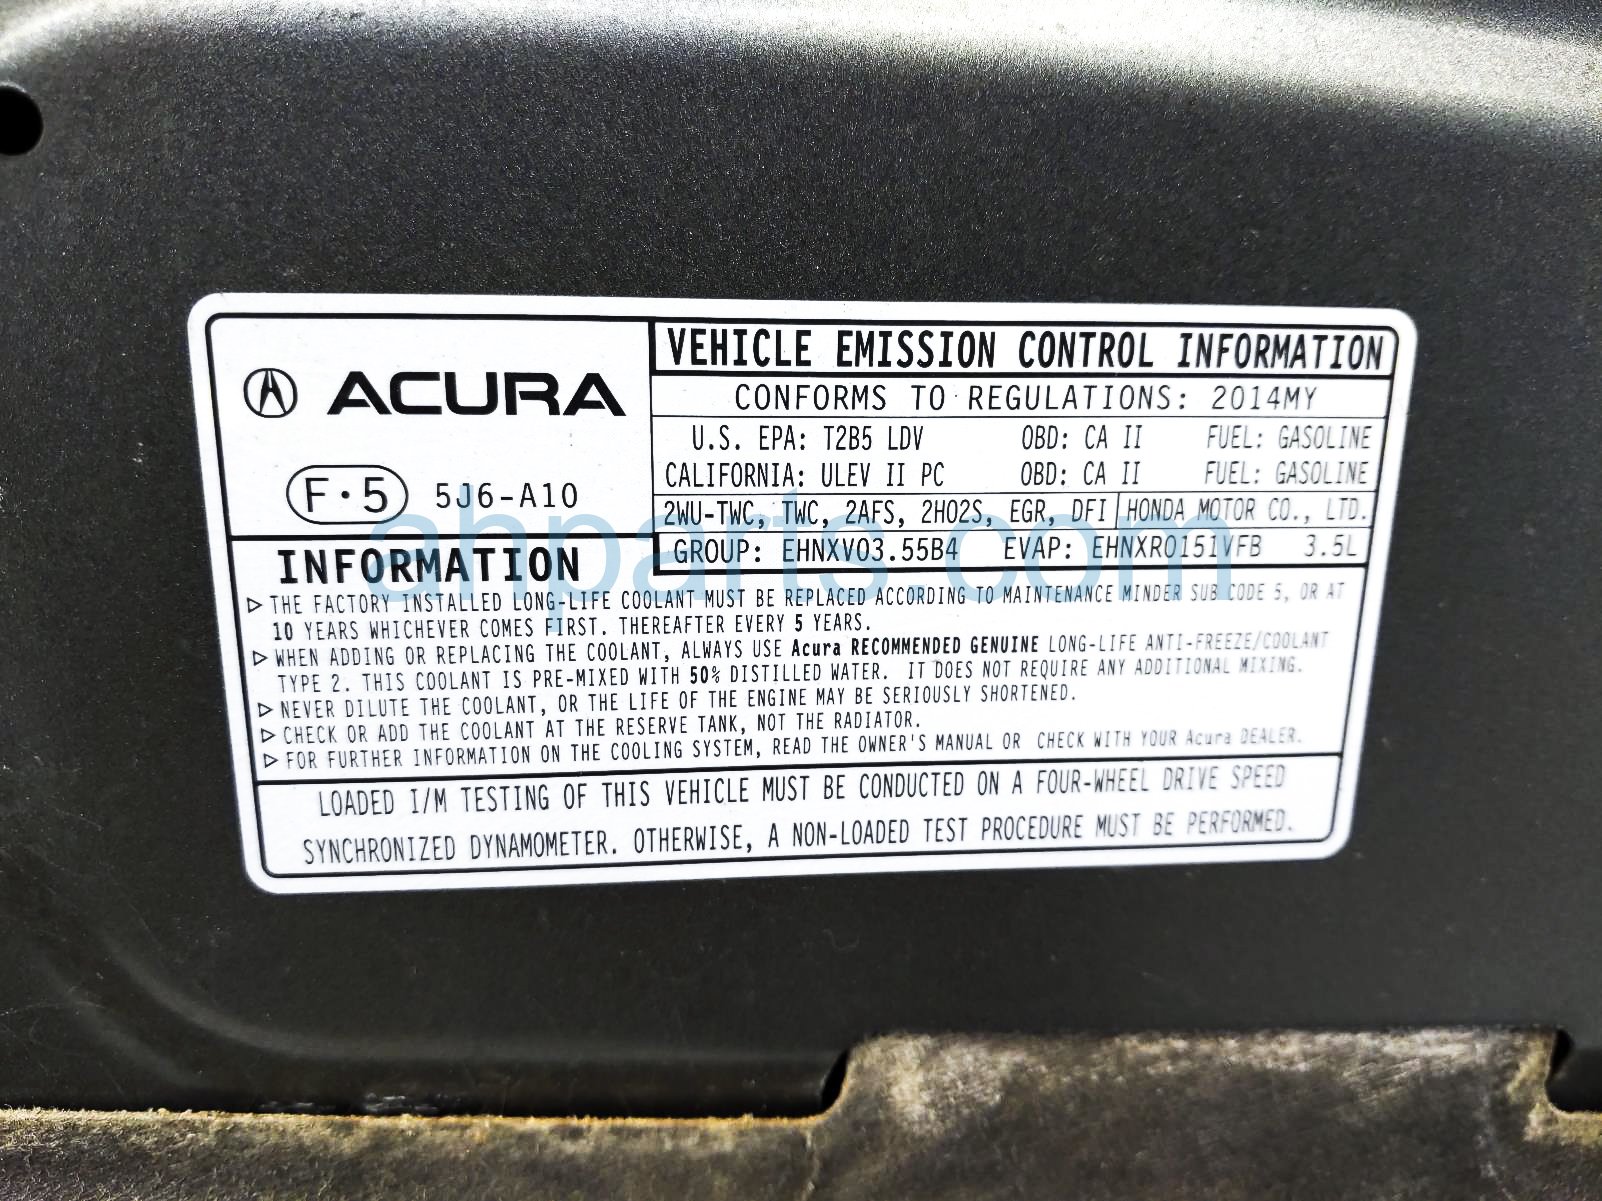 ACURA
F·5 5J6-A10
VEHICLE EMISSION CONTROL INFORMATION
CONFORMS TO REGULATIONS: 2014MY
U.S. EPA: T2B5 LDV OBD: CA II FUEL: GASOLINE
CALIFORNIA: ULEV II PC OBD: CA II FUEL: GASOLINE
2WU-TWC, TWC, 2AFS, 2HO2S, EGR, DFI HONDA MOTOR CO., LTD.
GROUP: EHNXV03.55B4 EVAP: EHNXR0151VFB 3.5L
ahparts.com
INFORMATION
▷ THE FACTORY INSTALLED LONG-LIFE COOLANT MUST BE REPLACED ACCORDING TO MAINTENANCE MINDER SUB CODE 5, OR AT
10 YEARS WHICHEVER COMES FIRST. THEREAFTER EVERY 5 YEARS.
▷ WHEN ADDING OR REPLACING THE COOLANT, ALWAYS USE Acura RECOMMENDED GENUINE LONG-LIFE ANTI-FREEZE/COOLANT
TYPE 2. THIS COOLANT IS PRE-MIXED WITH 50% DISTILLED WATER. IT DOES NOT REQUIRE ANY ADDITIONAL MIXING.
▷ NEVER DILUTE THE COOLANT, OR THE LIFE OF THE ENGINE MAY BE SERIOUSLY SHORTENED.
▷ CHECK OR ADD THE COOLANT AT THE RESERVE TANK, NOT THE RADIATOR.
▷ FOR FURTHER INFORMATION ON THE COOLING SYSTEM, READ THE OWNER'S MANUAL OR CHECK WITH YOUR Acura DEALER.
LOADED I/M TESTING OF THIS VEHICLE MUST BE CONDUCTED ON A FOUR-WHEEL DRIVE SPEED
SYNCHRONIZED DYNAMOMETER. OTHERWISE, A NON-LOADED TEST PROCEDURE MUST BE PERFORMED.